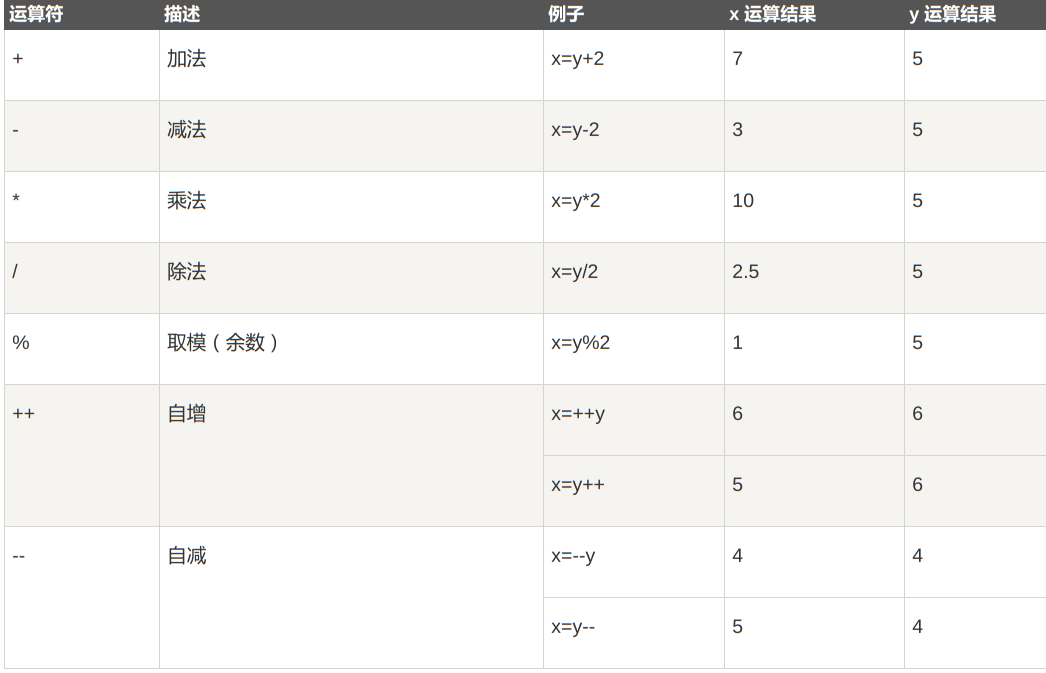 运算符 描述 例子 x 运算结果 y 运算结果
+ 加法 x=y+2 7 5
- 减法 x=y-2 3 5
* 乘法 x=y*2 10 5
/ 除法 x=y/2 2.5 5
% 取模（余数） x=y%2 1 5
++ 自增 x=++y 6 6
x=y++ 5 6
-- 自减 x=--y 4 4
x=y-- 5 4